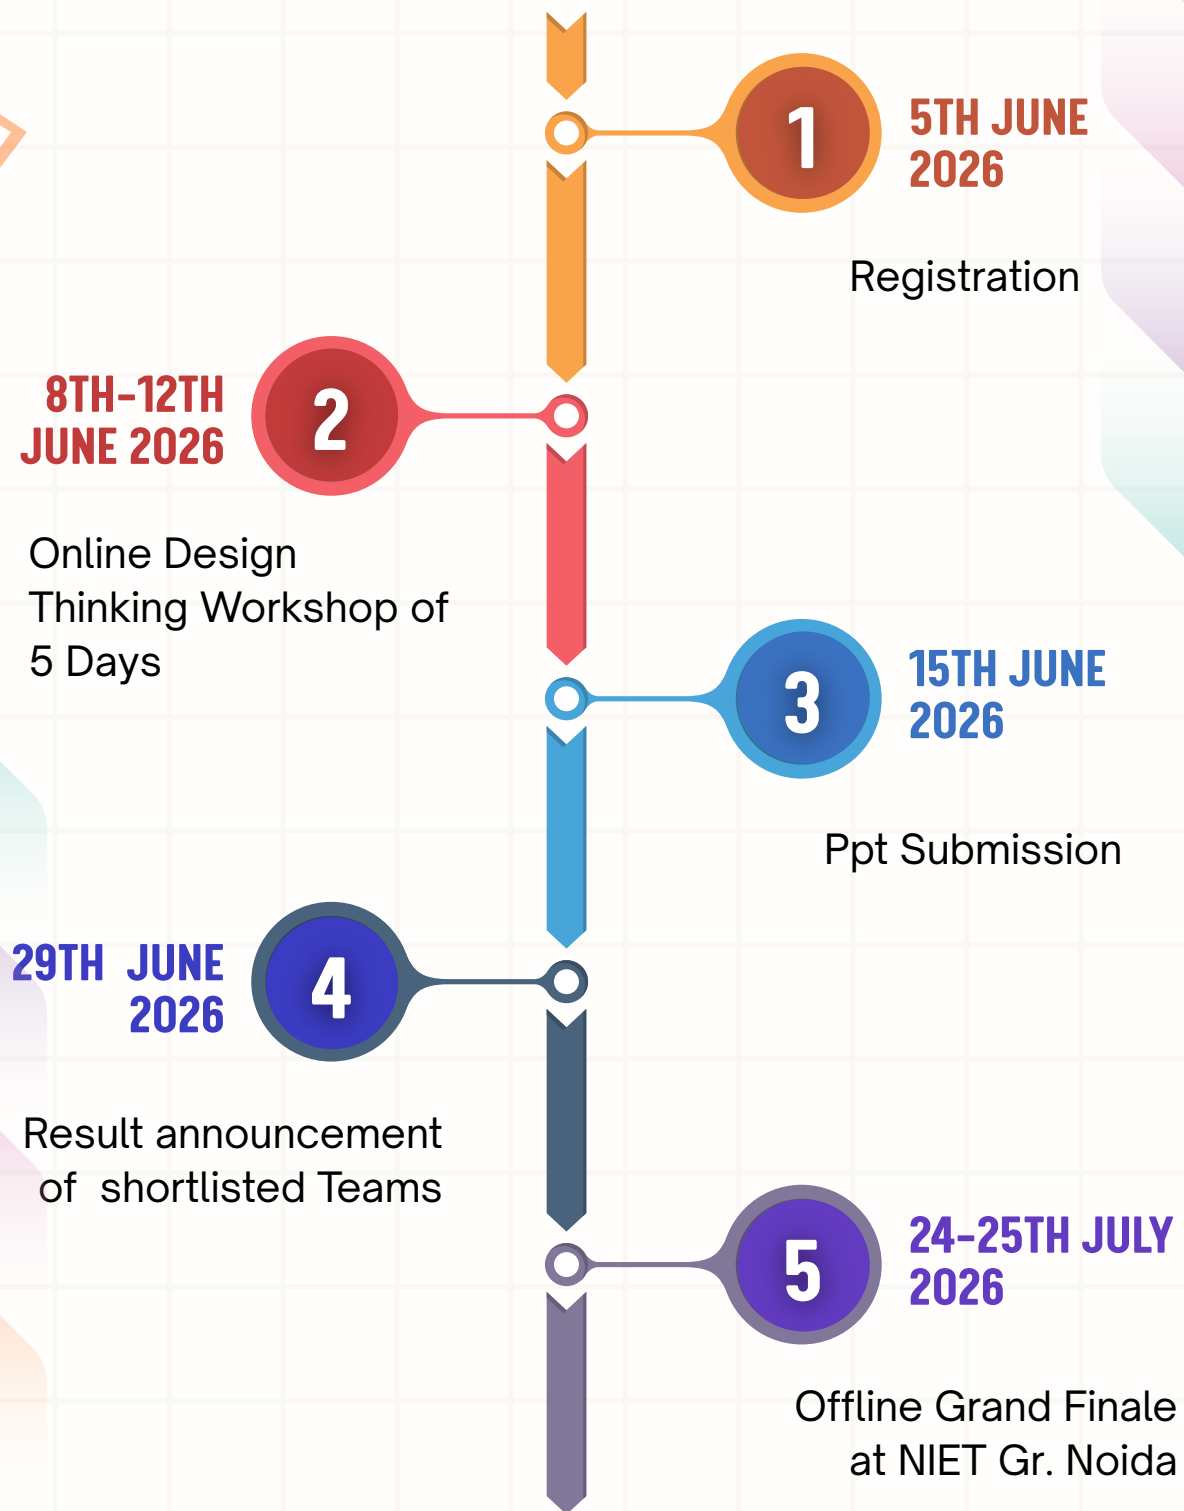 1
5TH JUNE
2026
Registration
2
8TH-12TH
JUNE 2026
Online Design
Thinking Workshop of
5 Days
3
15TH JUNE
2026
Ppt Submission
4
29TH JUNE
2026
Result announcement
of shortlisted Teams
5
24-25TH JULY
2026
Offline Grand Finale
at NIET Gr. Noida